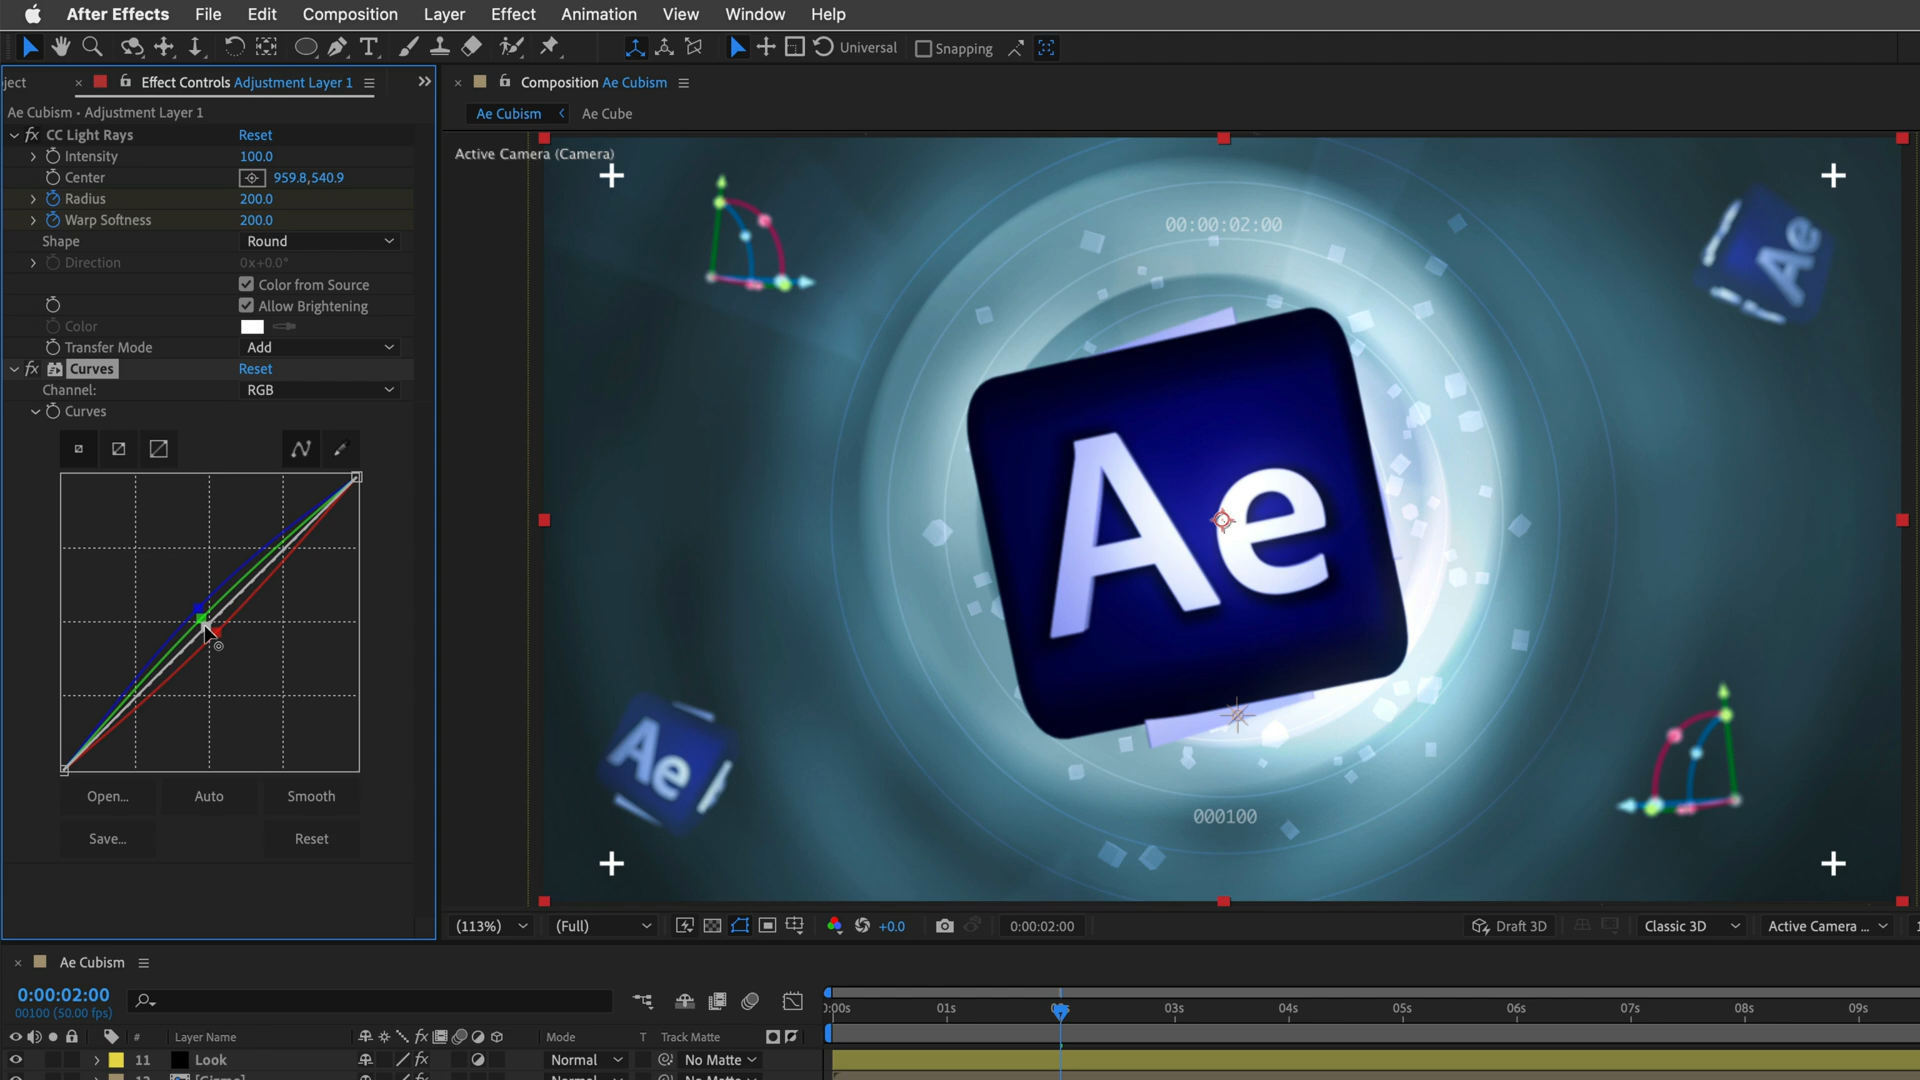 After Effects File Edit Composition Layer Effect Animation View Window Help
Universal Snapping
ject × Effect Controls Adjustment Layer 1 × Composition Ae Cubism
Ae Cubism Ae Cube
Ae Cubism • Adjustment Layer 1
fx CC Light Rays Reset
Intensity 100.0
Center 959.8,540.9
Radius 200.0
Warp Softness 200.0
Shape Round
Direction 0x+0.0°
Color from Source
Allow Brightening
Color
Transfer Mode Add
fx Curves Reset
Channel: RGB
Curves
Open... Auto Smooth
Save... Reset
Active Camera (Camera)
00:00:02:00
Ae
Ae
Ae
000100
(113%) (Full) +0.0 0:00:02:00 Draft 3D Classic 3D Active Camera ...
× Ae Cubism
0:00:02:00
00100 (50.00 fps)
:00s 01s 03s 04s 05s 06s 07s 08s 09s
# Layer Name fx Mode T Track Matte
11 Look fx Normal No Matte